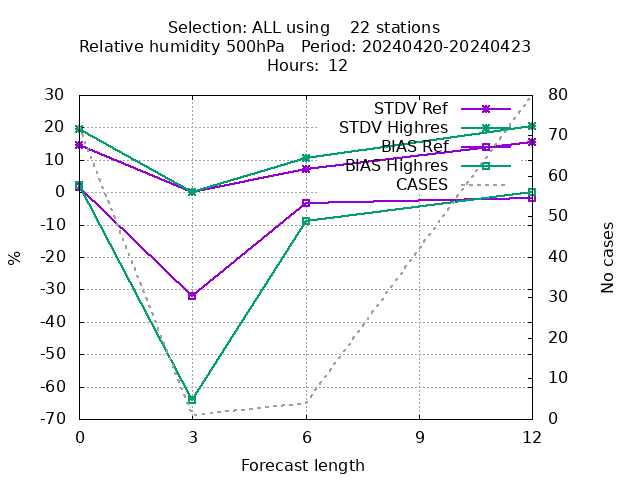 Selection: ALL using    22 stations
Relative humidity 500hPa   Period: 20240420-20240423
Hours: 12
STDV Ref
STDV Highres
BIAS Ref
BIAS Highres
CASES
30
20
10
0
-10
-20
-30
-40
-50
-60
-70
%
80
70
60
50
40
30
20
10
0
No cases
0 3 6 9 12
Forecast length